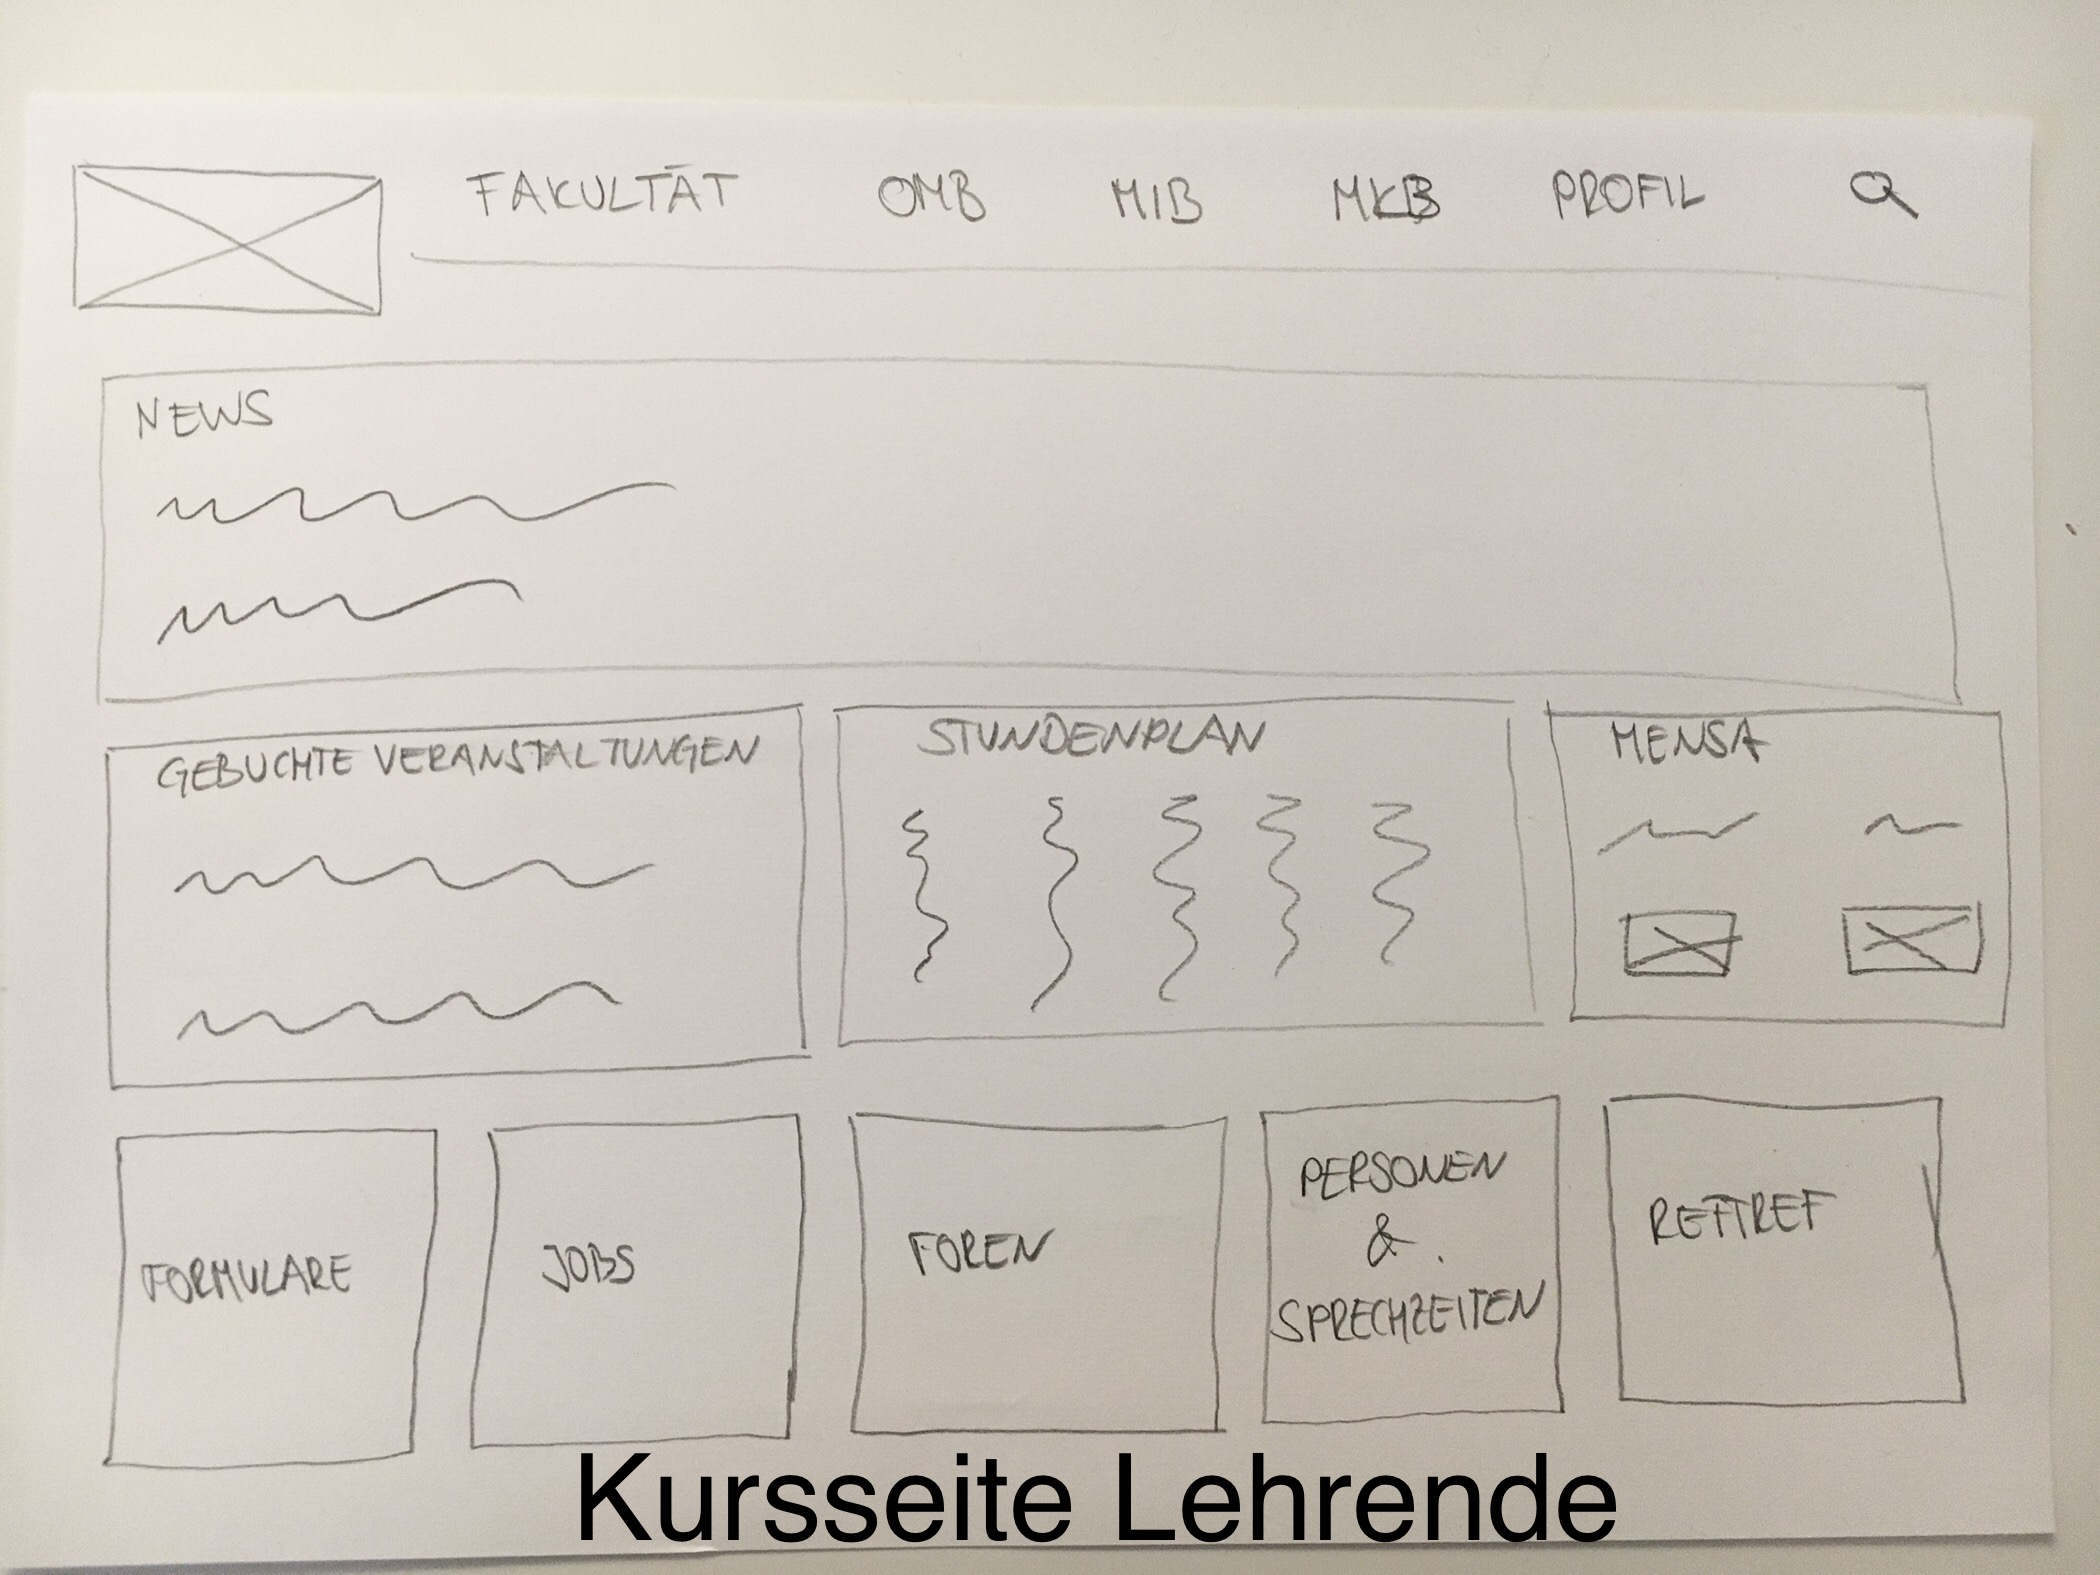 FAKULTÄT OMB MIB MKB PROFIL
NEWS
GEBUCHTE VERANSTALTUNGEN
STUNDENPLAN
MENSA
FORMULARE
JOBS
FOREN
PERSONEN
&
SPRECHZEITEN
REFTREF
Kursseite Lehrende